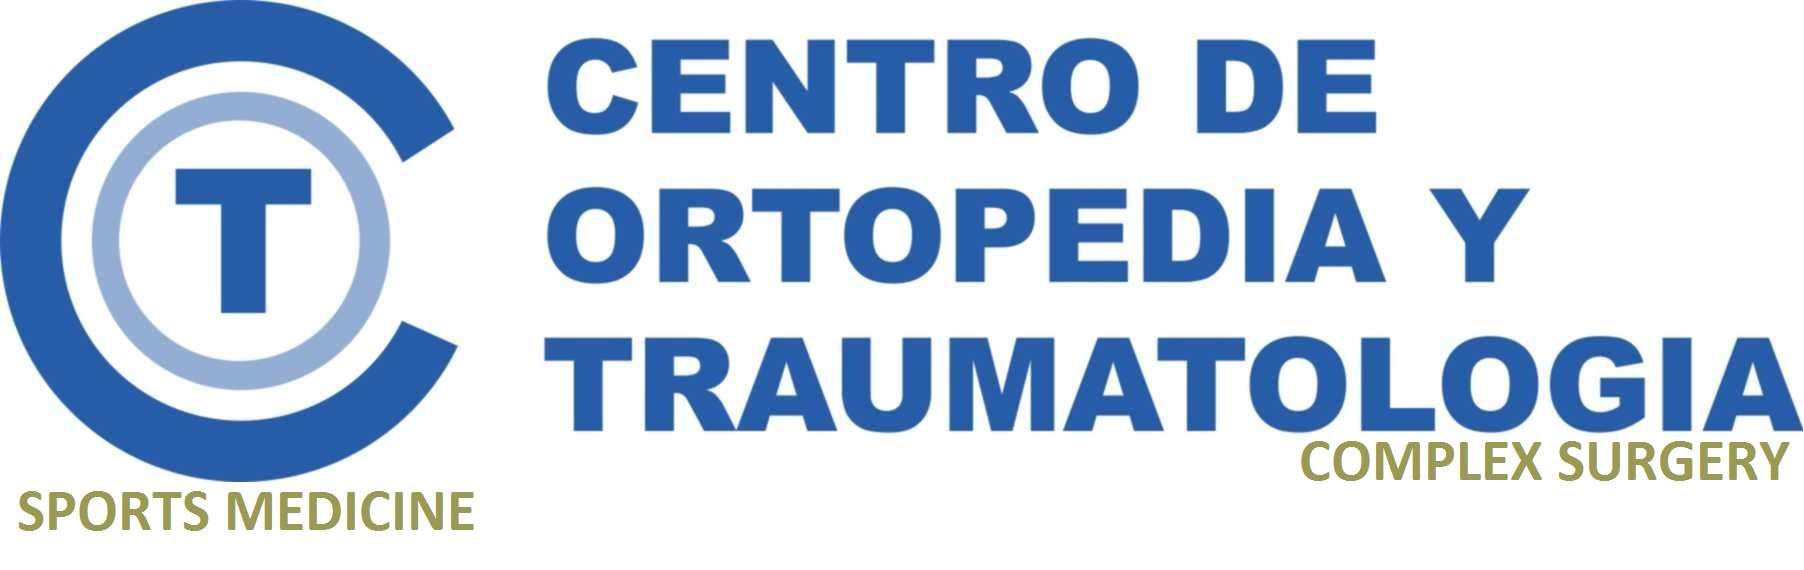 CENTRO DE
ORTOPEDIA Y
TRAUMATOLOGIA
COMPLEX SURGERY
SPORTS MEDICINE
C
T